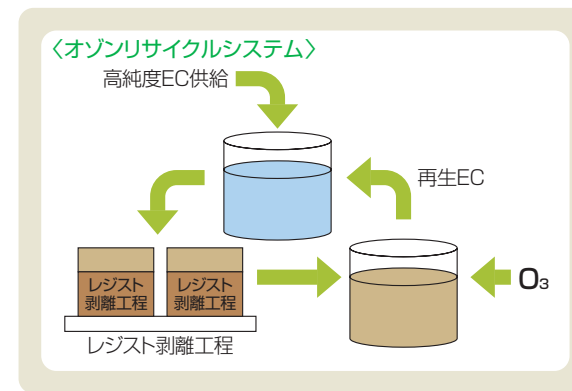 〈オゾンリサイクルシステム〉
高純度EC供給
再生EC
レジスト
剥離工程
レジスト
剥離工程
O₃
レジスト剥離工程